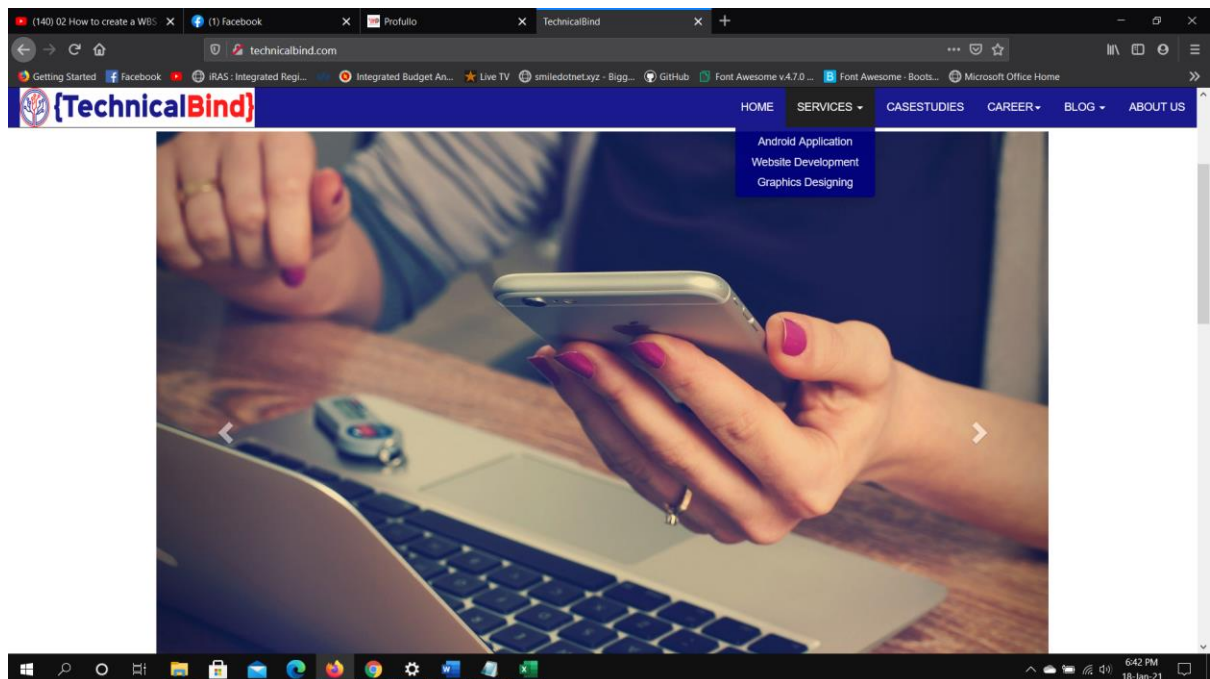 (140) 02 How to create a WBS
(1) Facebook
Profullo
TechnicalBind
technicalbind.com
Getting Started
Facebook
iRAS : Integrated Regi...
Integrated Budget An...
Live TV
smiledotnet.xyz - Bigg...
GitHub
Font Awesome v.4.7.0 ...
Font Awesome · Boots...
Microsoft Office Home
{TechnicalBind}
HOME
SERVICES
CASESTUDIES
CAREER
BLOG
ABOUT US
Android Application
Website Development
Graphics Designing
6:42 PM
18-Jan-21